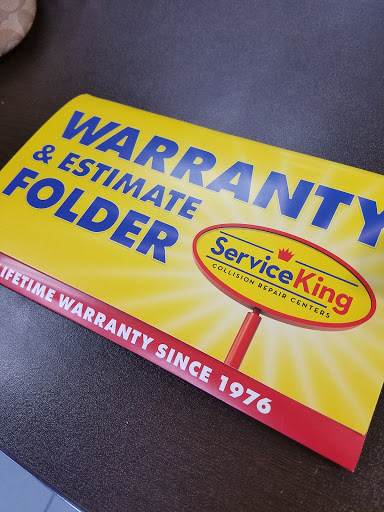 WARRANTY
& ESTIMATE
FOLDER
ServiceKing
COLLISION REPAIR CENTERS
LIFETIME WARRANTY SINCE 1976